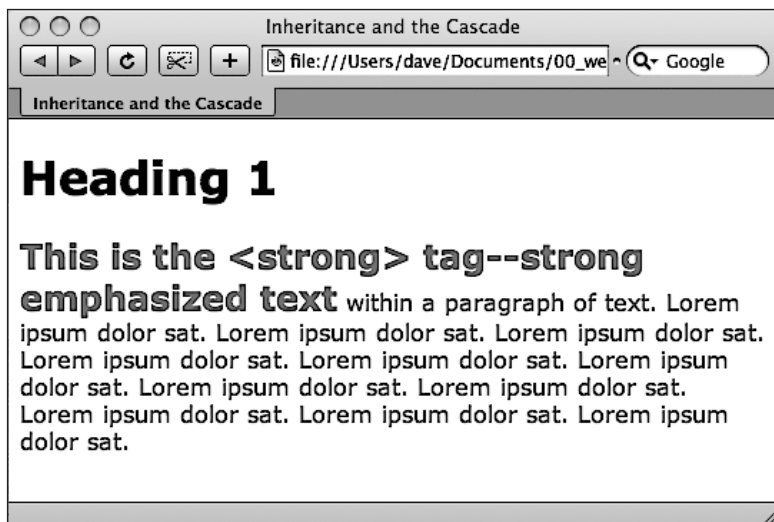 Inheritance and the Cascade
file:///Users/dave/Documents/00_we
Google
Inheritance and the Cascade
Heading 1
This is the <strong> tag--strong
emphasized text within a paragraph of text. Lorem
ipsum dolor sat. Lorem ipsum dolor sat. Lorem ipsum dolor sat.
Lorem ipsum dolor sat. Lorem ipsum dolor sat. Lorem ipsum
dolor sat. Lorem ipsum dolor sat. Lorem ipsum dolor sat.
Lorem ipsum dolor sat. Lorem ipsum dolor sat. Lorem ipsum
dolor sat.